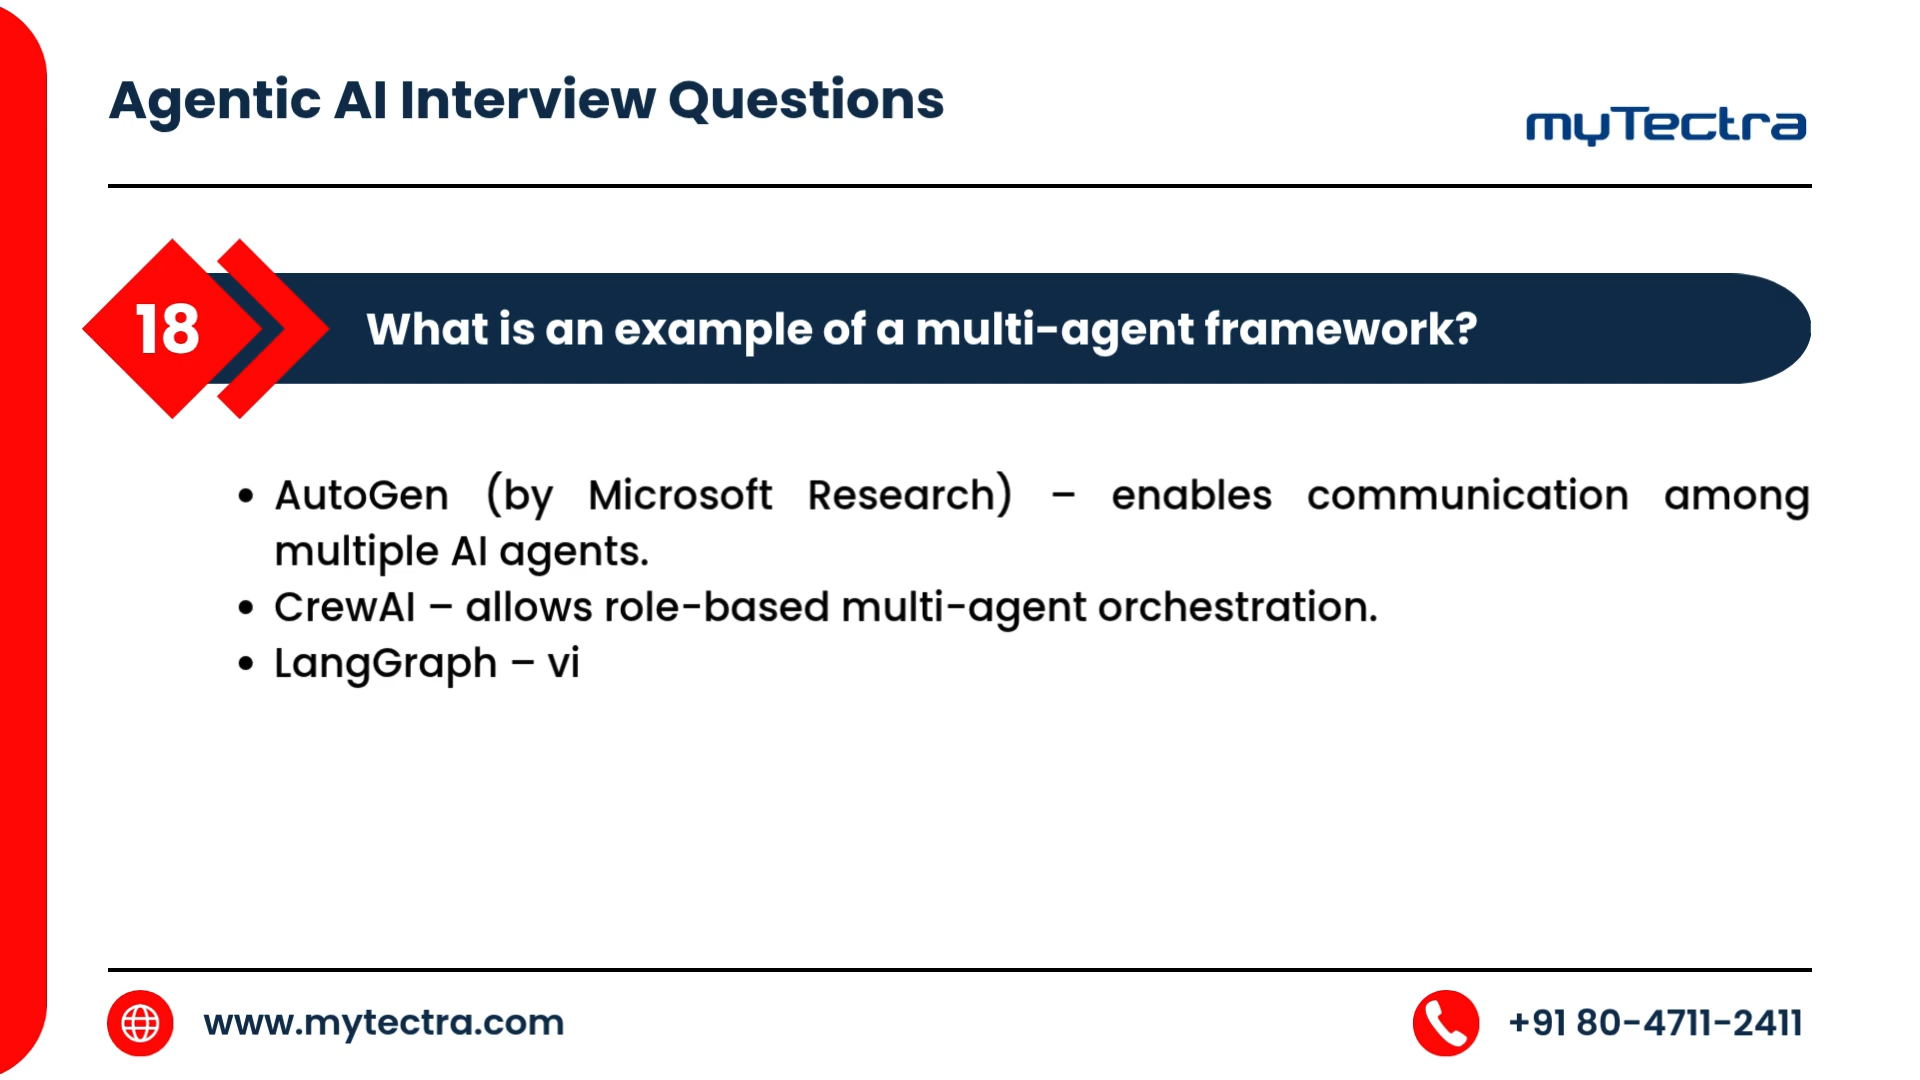 Agentic AI Interview Questions
myTectra
18
What is an example of a multi-agent framework?
• AutoGen (by Microsoft Research) – enables communication among
multiple AI agents.
• CrewAI – allows role-based multi-agent orchestration.
• LangGraph – vi
www.mytectra.com
+91 80-4711-2411